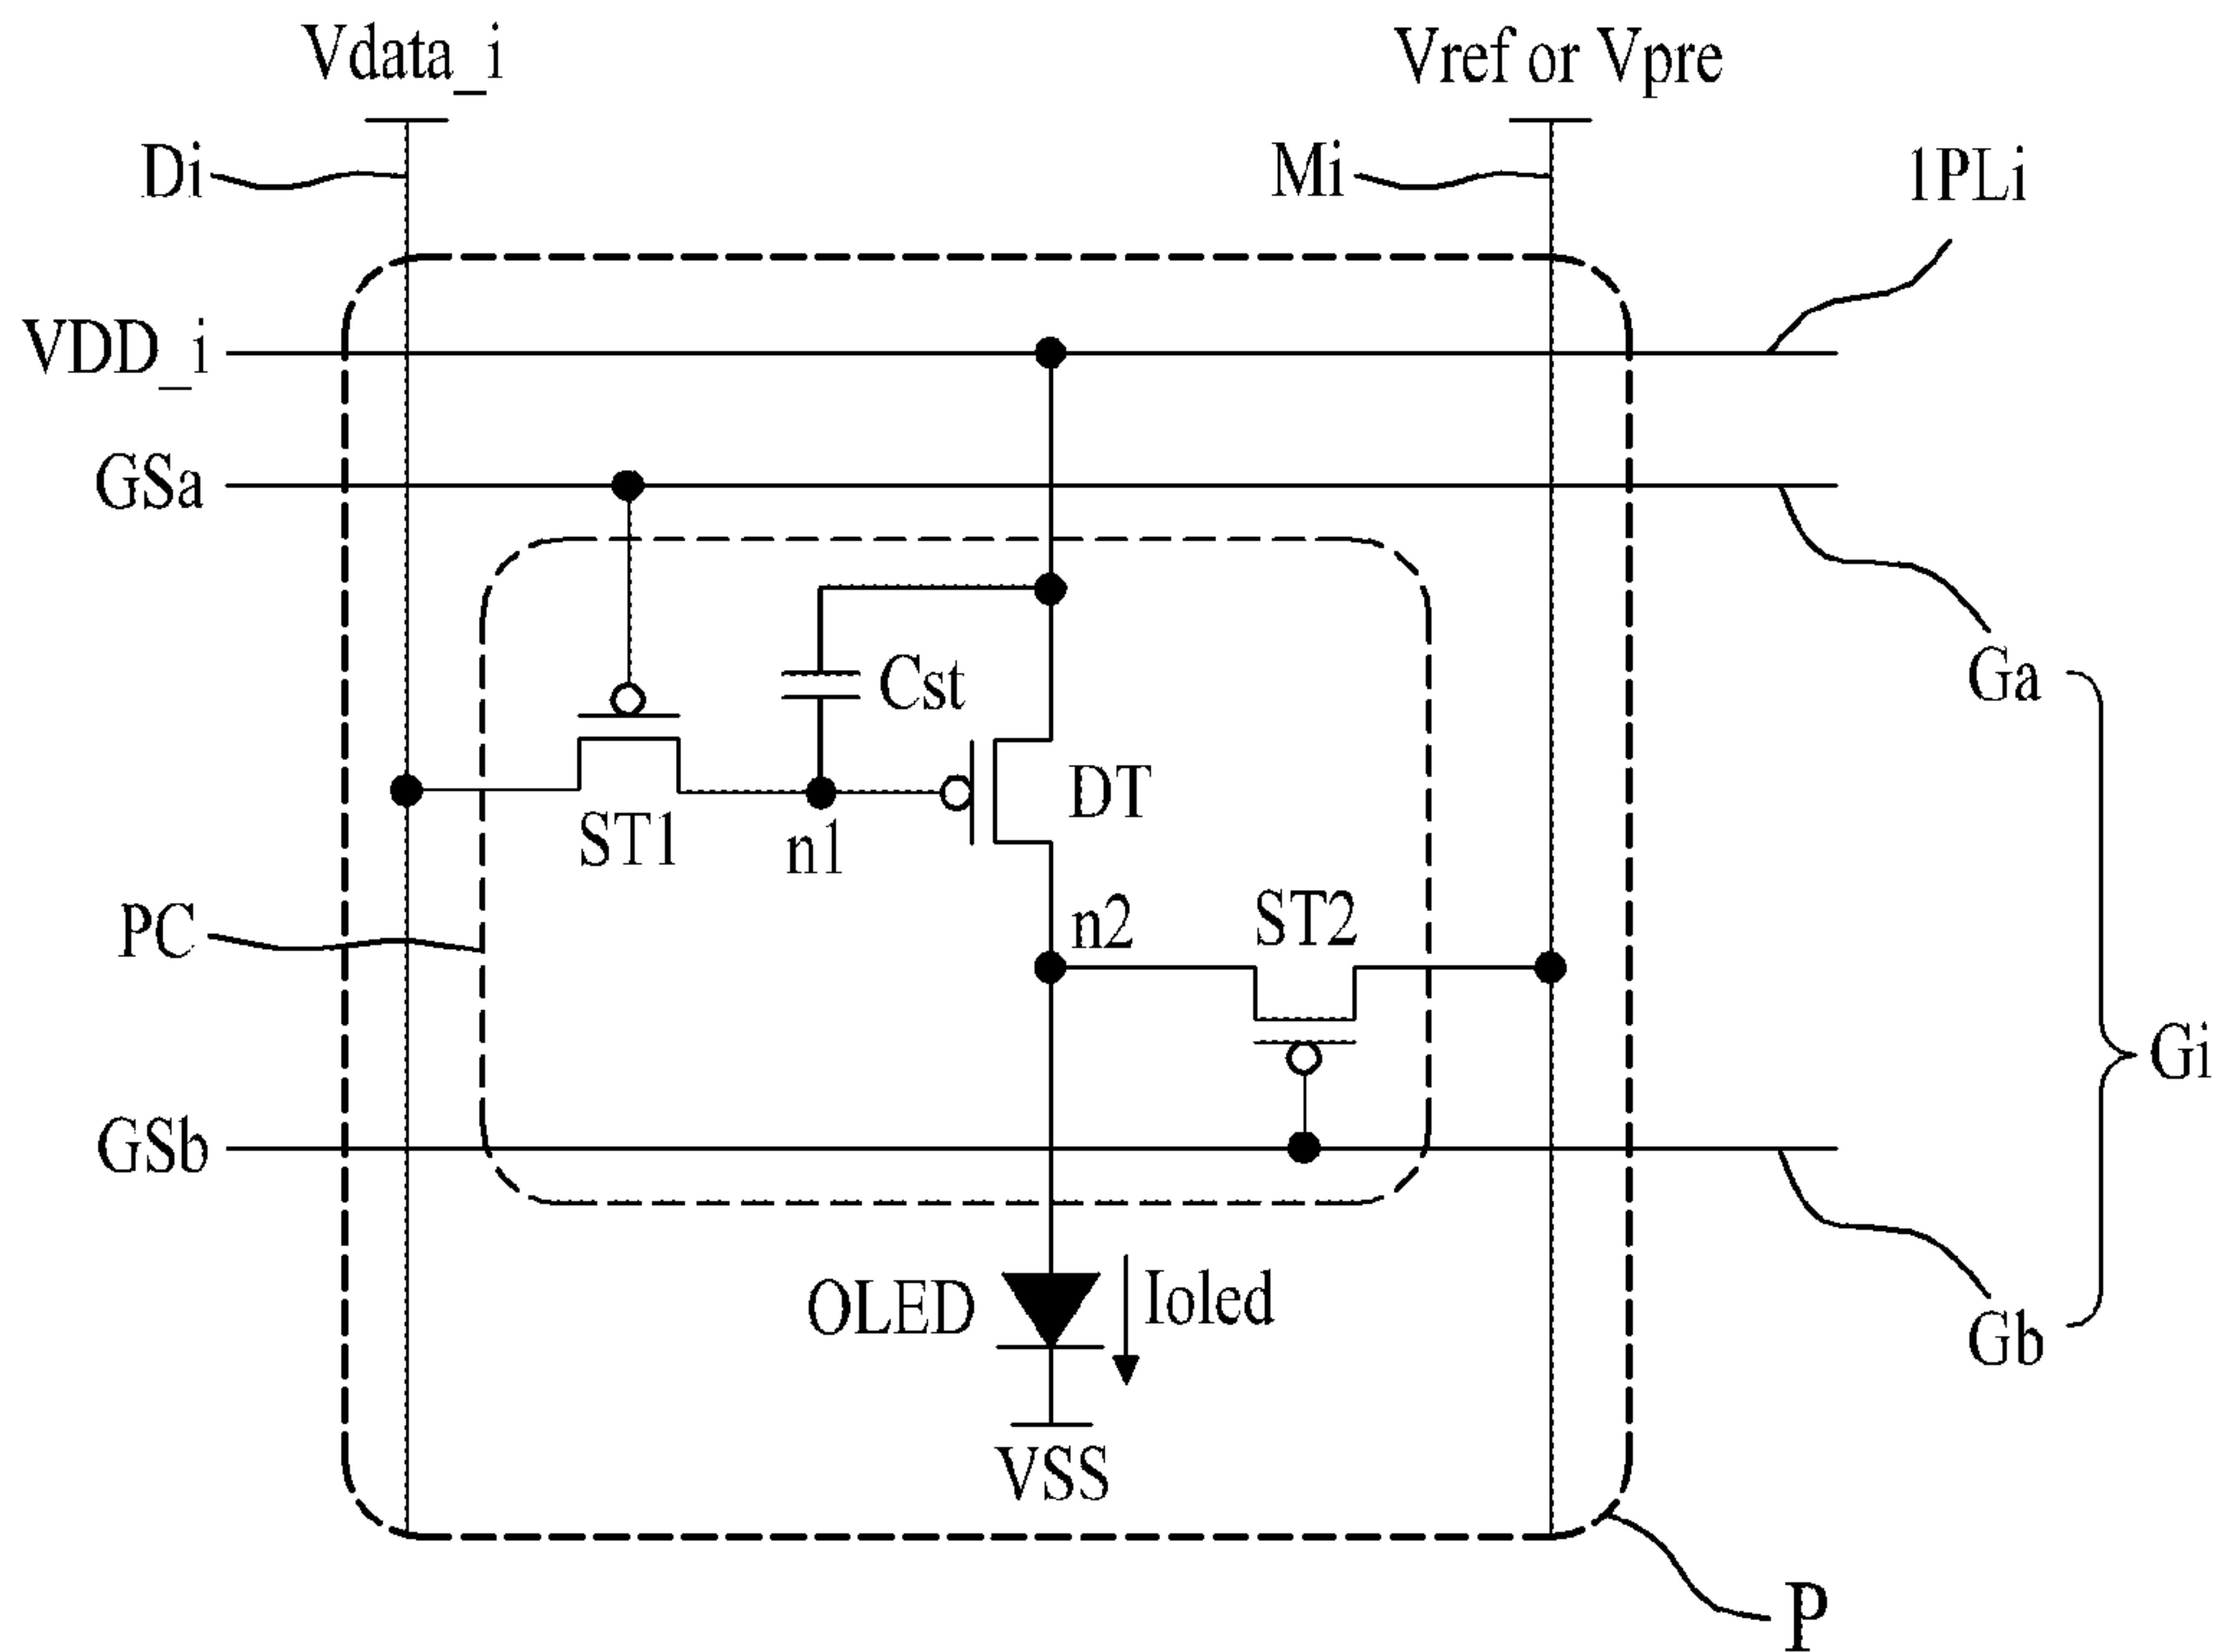 Vdata_i
Vref or Vpre
Di
Mi
1PLi
VDD_i
GSa
Ga
Cst
DT
ST1
n1
PC
n2
ST2
Gi
GSb
OLED
Ioled
Gb
VSS
P